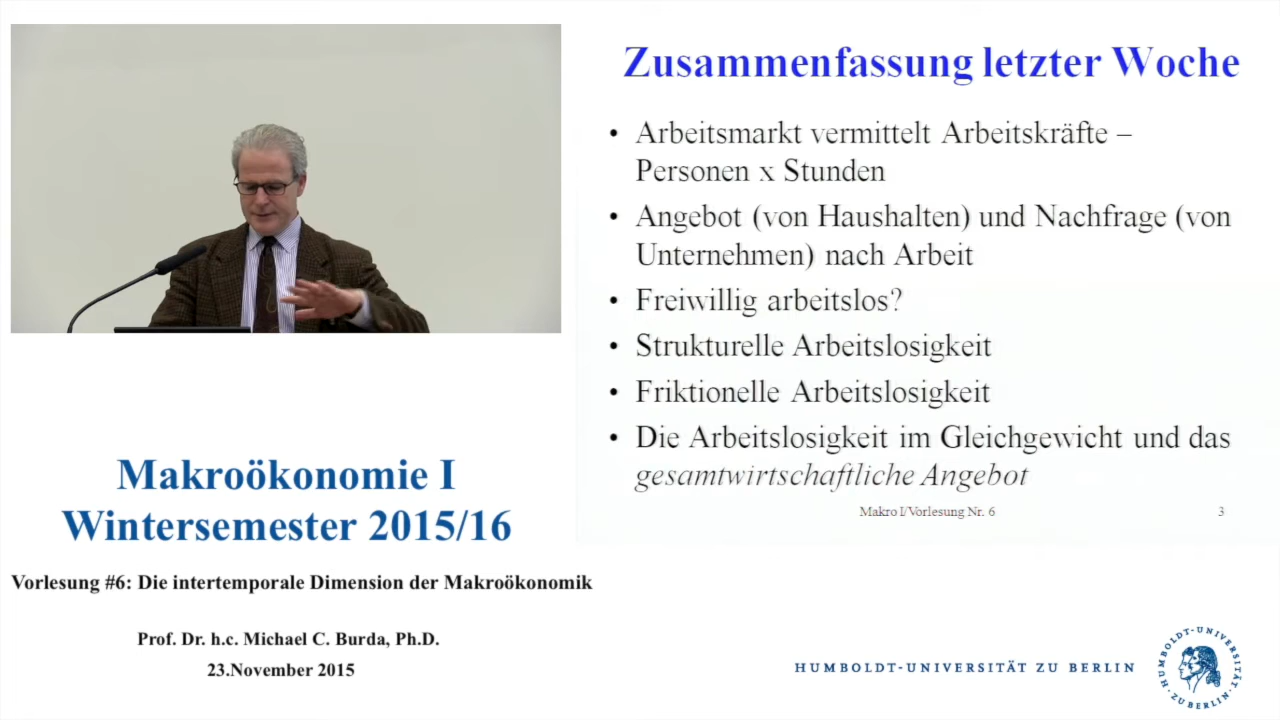 Zusammenfassung letzter Woche
• Arbeitsmarkt vermittelt Arbeitskräfte –
Personen x Stunden
• Angebot (von Haushalten) und Nachfrage (von
Unternehmen) nach Arbeit
• Freiwillig arbeitslos?
• Strukturelle Arbeitslosigkeit
• Friktionelle Arbeitslosigkeit
• Die Arbeitslosigkeit im Gleichgewicht und das
gesamtwirtschaftliche Angebot
Makro I/Vorlesung Nr. 6
3
Makroökonomie I
Wintersemester 2015/16
Vorlesung #6: Die intertemporale Dimension der Makroökonomik
Prof. Dr. h.c. Michael C. Burda, Ph.D.
23.November 2015
HUMBOLDT-UNIVERSITÄT ZU BERLIN
HUMBOLDT-UNIVERSITÄT ZU BERLIN